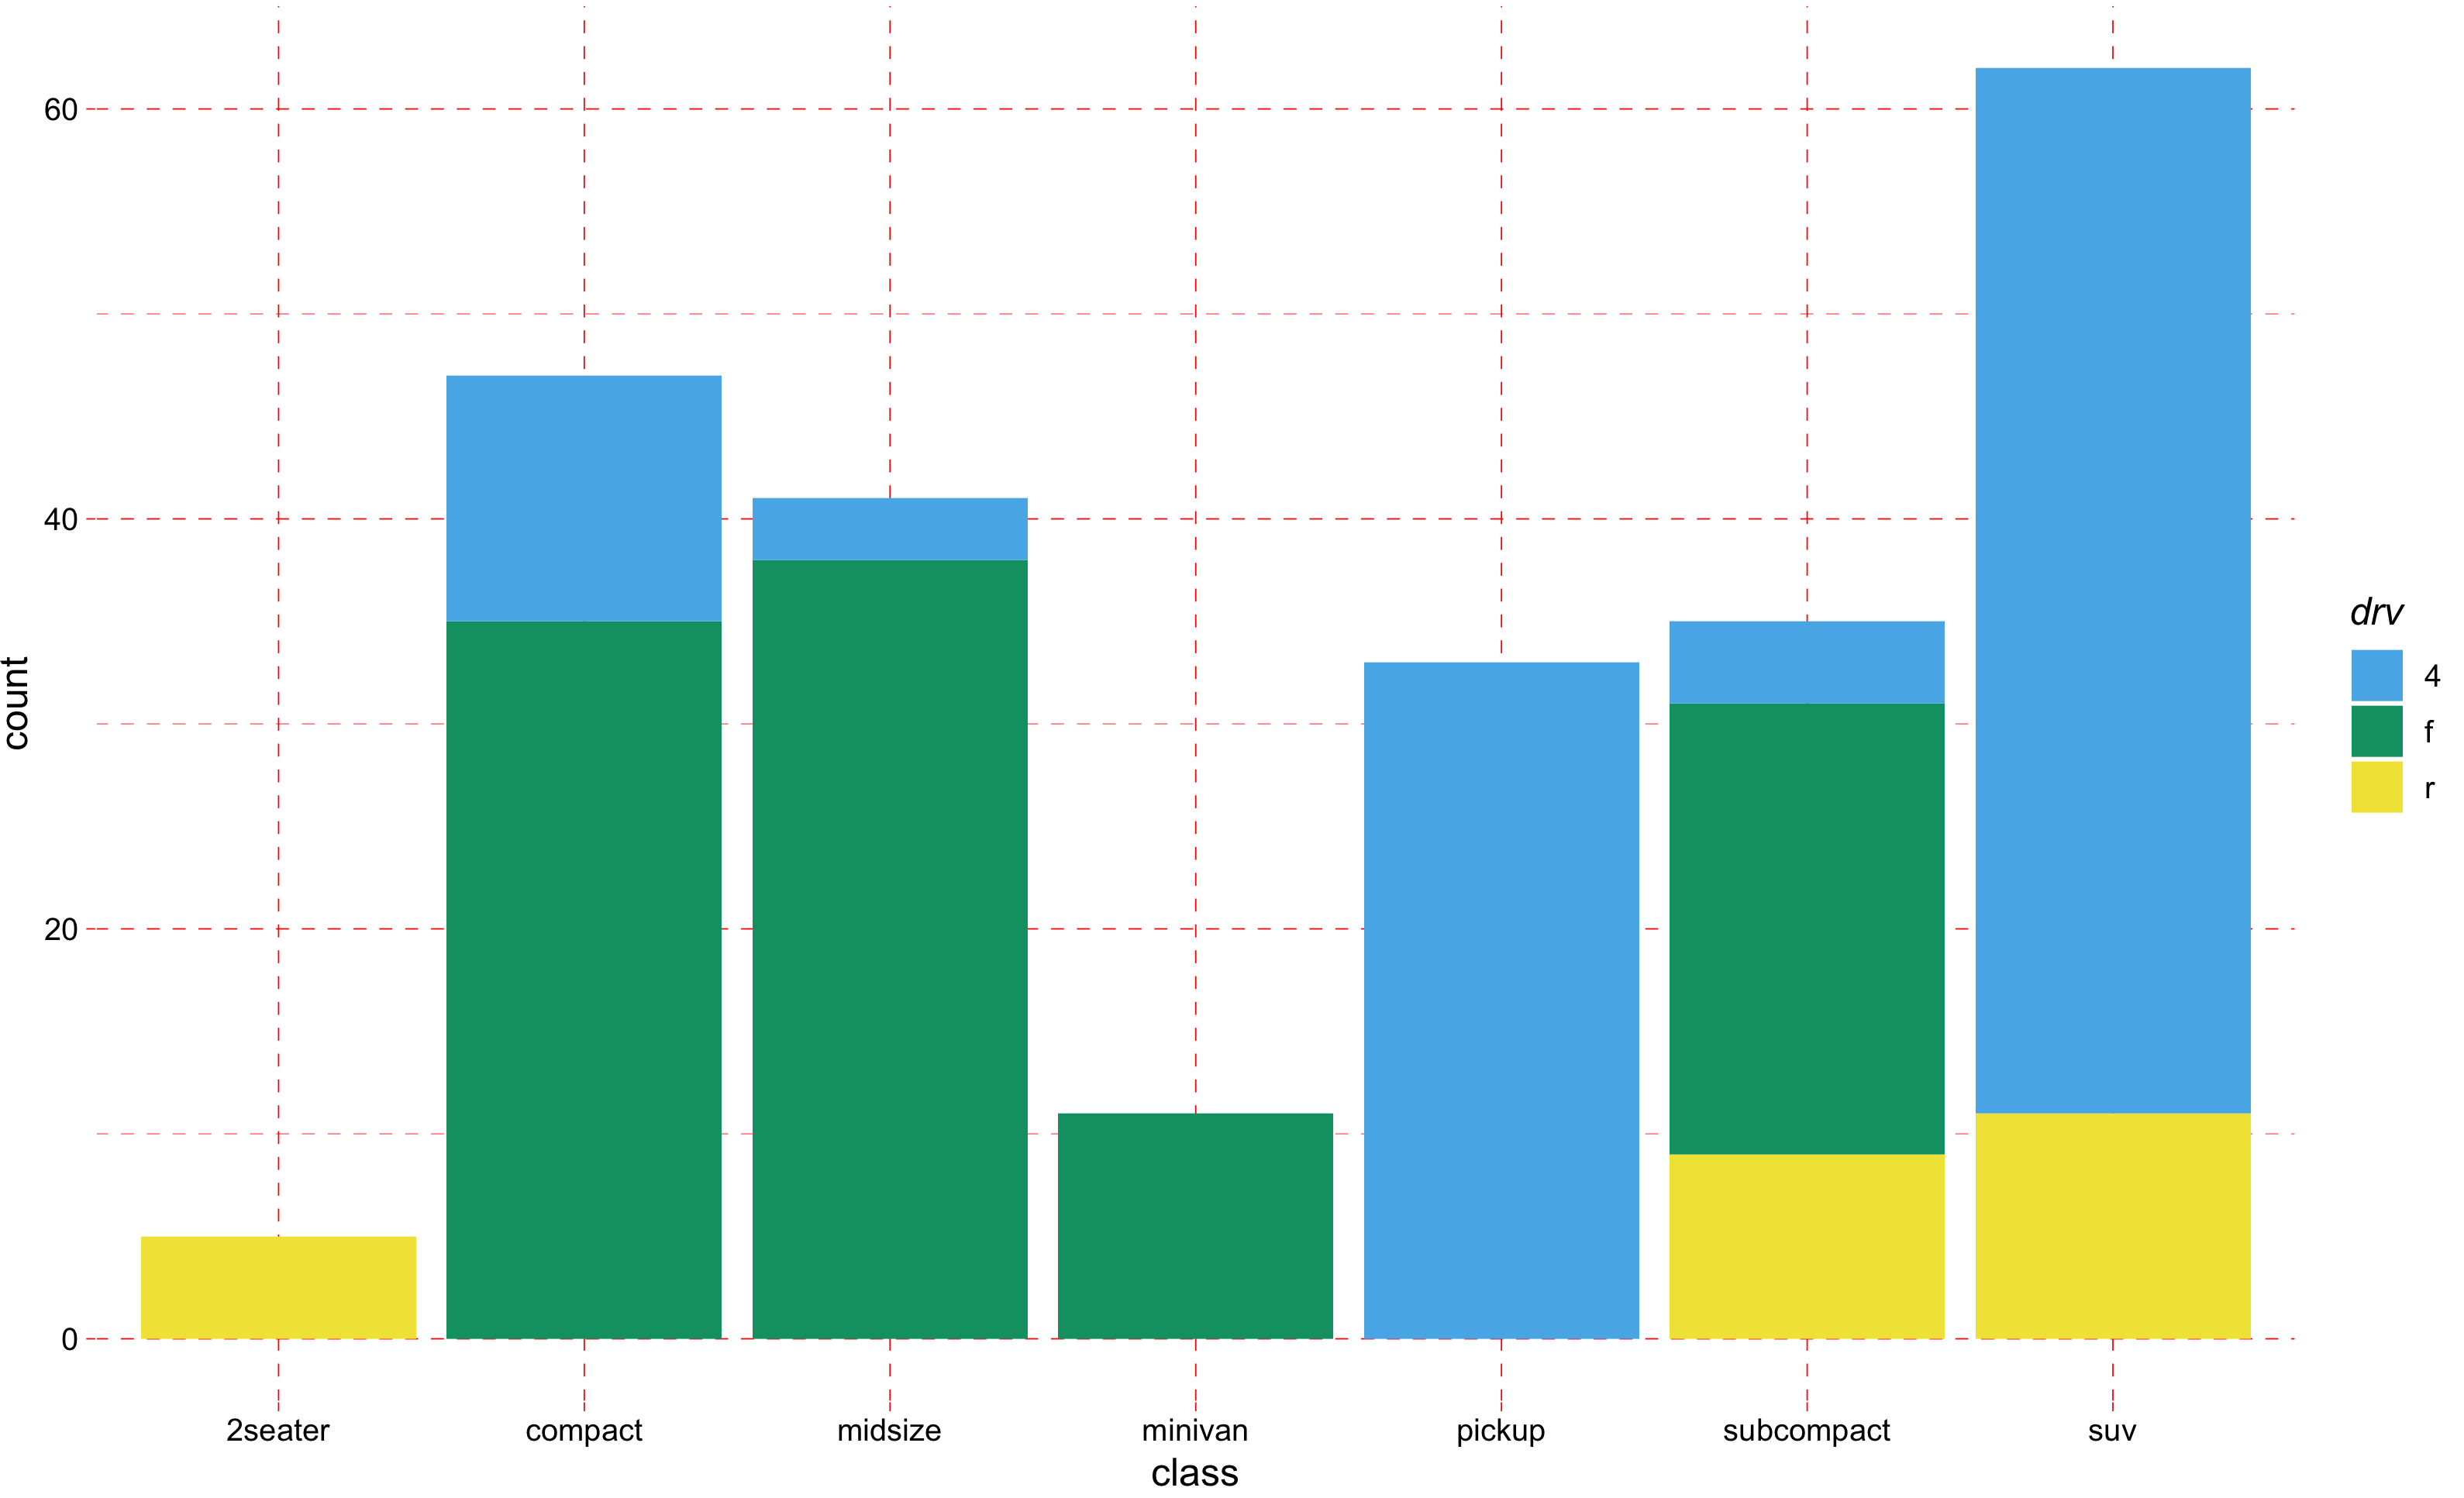 60
40
20
0
count
2seater
compact
midsize
minivan
pickup
subcompact
suv
class
drv
4
f
r